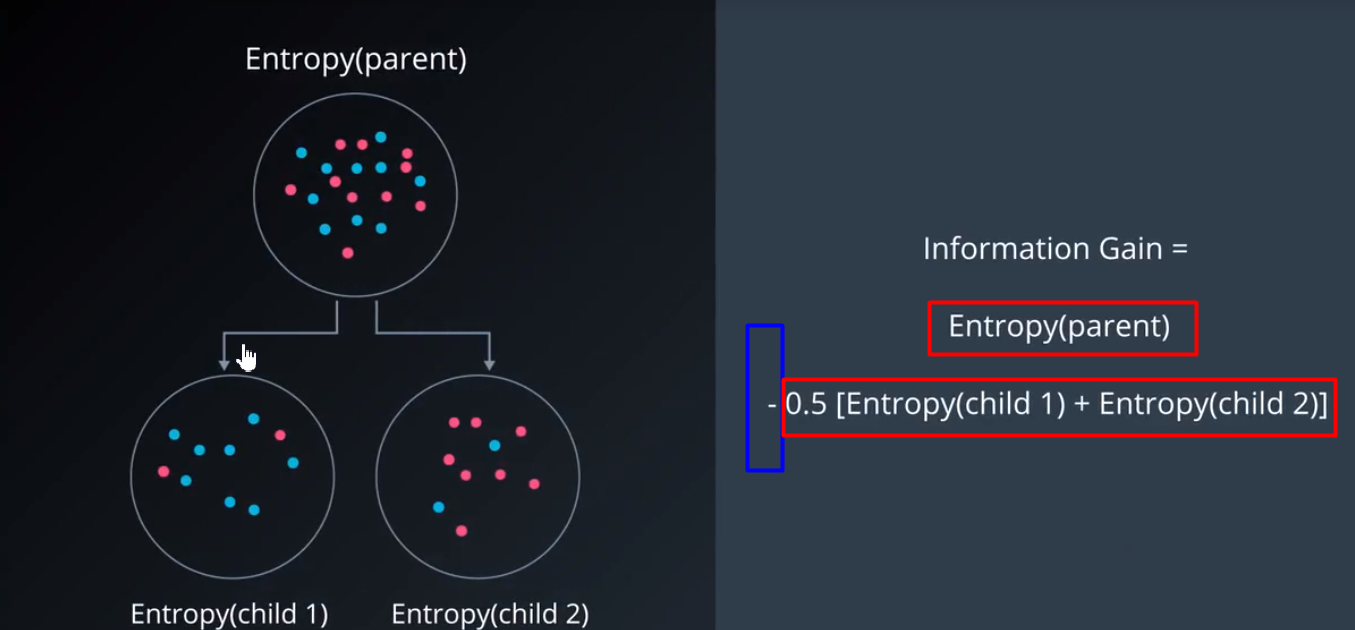 Entropy(parent)
Entropy(child 1)
Entropy(child 2)
Information Gain =
Entropy(parent)
- 0.5 [Entropy(child 1) + Entropy(child 2)]